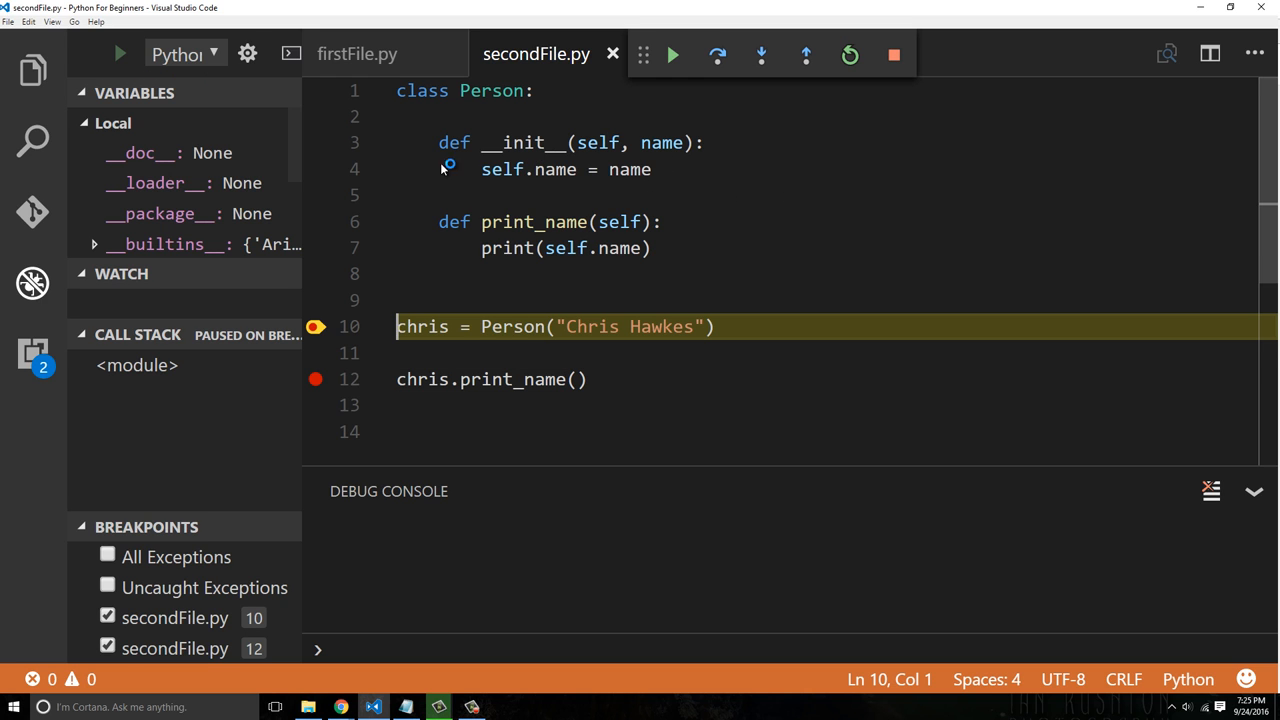 secondFile.py - Python For Beginners - Visual Studio Code
File Edit View Go Help
Pythoı
firstFile.py
secondFile.py
VARIABLES
Local
__doc__: None
__loader__: None
__package__: None
__builtins__: {'Ari...
WATCH
CALL STACK PAUSED ON BRE...
<module>
BREAKPOINTS
All Exceptions
Uncaught Exceptions
secondFile.py 10
secondFile.py 12
2
1 class Person:
2
3 def __init__(self, name):
4 self.name = name
5
6 def print_name(self):
7 print(self.name)
8
9
10 chris = Person("Chris Hawkes")
11
12 chris.print_name()
13
14
DEBUG CONSOLE
0 0
Ln 10, Col 1 Spaces: 4 UTF-8 CRLF Python
I'm Cortana. Ask me anything.
7:25 PM
9/24/2016